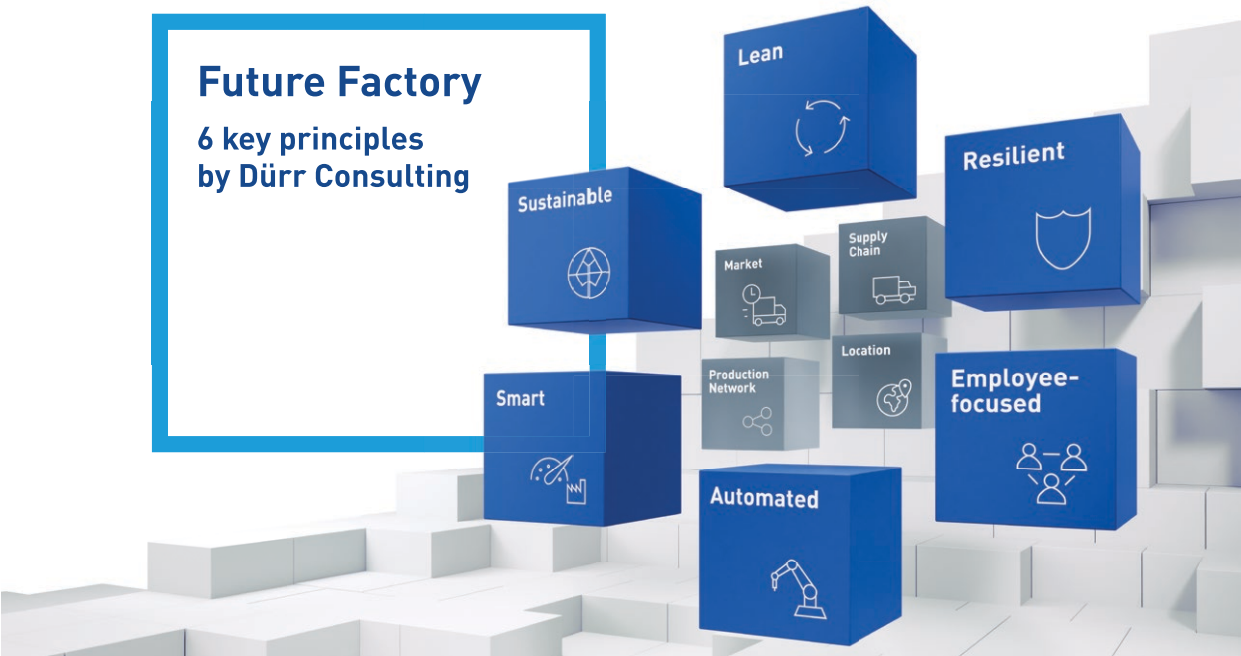 Future Factory
6 key principles
by Dürr Consulting
Lean
Resilient
Sustainable
Supply
Chain
Market
Location
Production
Network
Employee-
focused
Smart
Automated